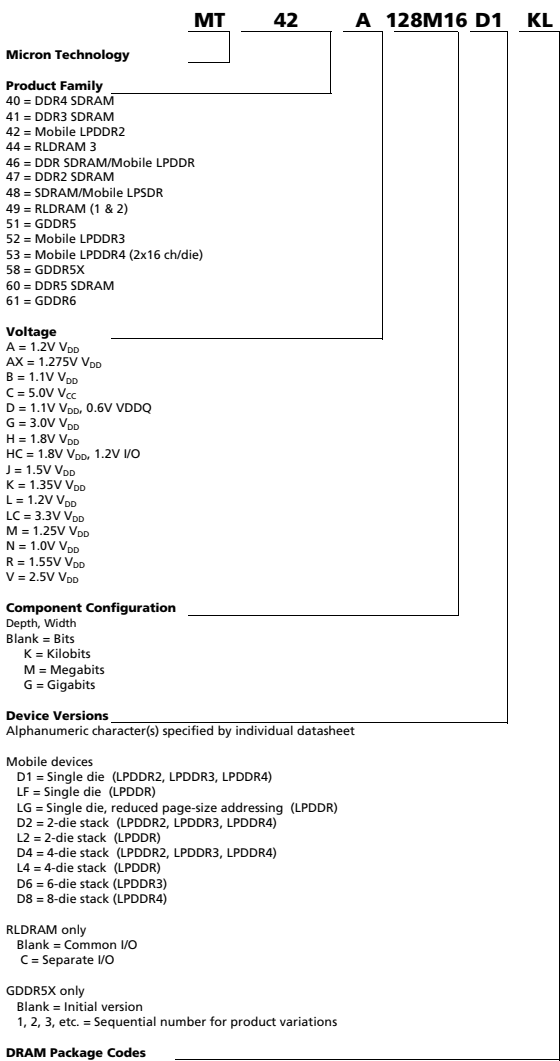 MT 42 A 128M16 D1 KL
Micron Technology
Product Family
40 = DDR4 SDRAM
41 = DDR3 SDRAM
42 = Mobile LPDDR2
44 = RLDRAM 3
46 = DDR SDRAM/Mobile LPDDR
47 = DDR2 SDRAM
48 = SDRAM/Mobile LPSDR
49 = RLDRAM (1 & 2)
51 = GDDR5
52 = Mobile LPDDR3
53 = Mobile LPDDR4 (2x16 ch/die)
58 = GDDR5X
60 = DDR5 SDRAM
61 = GDDR6
Voltage
A = 1.2V VDD
AX = 1.275V VDD
B = 1.1V VDD
C = 5.0V VCC
D = 1.1V VDD, 0.6V VDDQ
G = 3.0V VDD
H = 1.8V VDD
HC = 1.8V VDD, 1.2V I/O
J = 1.5V VDD
K = 1.35V VDD
L = 1.2V VDD
LC = 3.3V VDD
M = 1.25V VDD
N = 1.0V VDD
R = 1.55V VDD
V = 2.5V VDD
Component Configuration
Depth, Width
Blank = Bits
K = Kilobits
M = Megabits
G = Gigabits
Device Versions
Alphanumeric character(s) specified by individual datasheet
Mobile devices
D1 = Single die (LPDDR2, LPDDR3, LPDDR4)
LF = Single die (LPDDR)
LG = Single die, reduced page-size addressing (LPDDR)
D2 = 2-die stack (LPDDR2, LPDDR3, LPDDR4)
L2 = 2-die stack (LPDDR)
D4 = 4-die stack (LPDDR2, LPDDR3, LPDDR4)
L4 = 4-die stack (LPDDR)
D6 = 6-die stack (LPDDR3)
D8 = 8-die stack (LPDDR4)
RLDRAM only
Blank = Common I/O
C = Separate I/O
GDDR5X only
Blank = Initial version
1, 2, 3, etc. = Sequential number for product variations
DRAM Package Codes